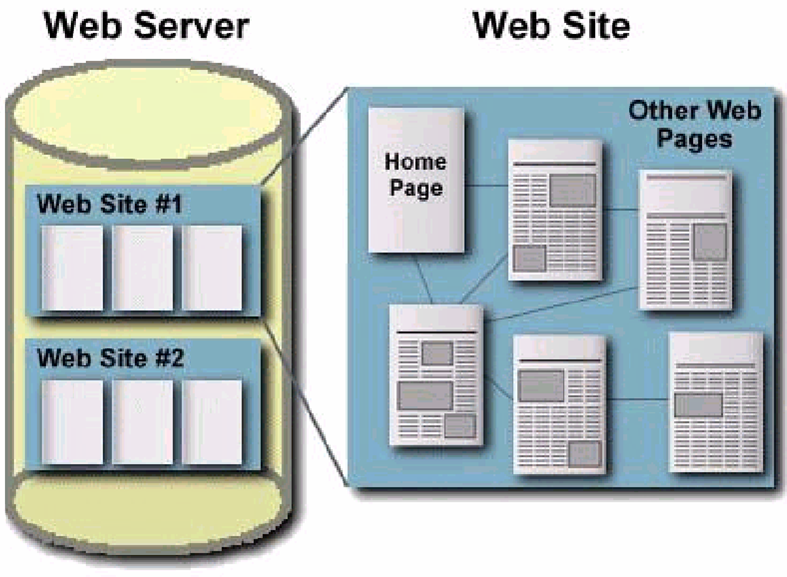 Web Server
Web Site
Web Site #1
Web Site #2
Home
Page
Other Web
Pages